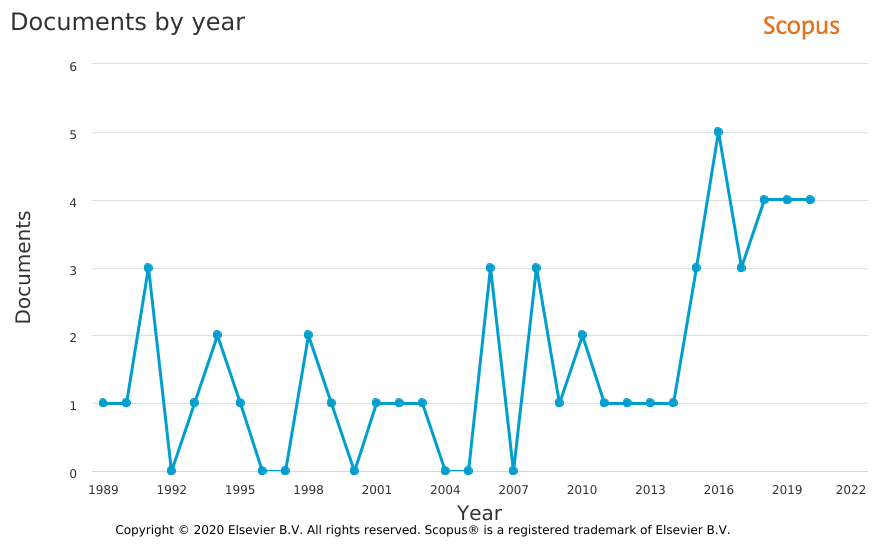 Documents by year
Scopus
6
5
4
3
2
1
0
Documents
1989 1992 1995 1998 2001 2004 2007 2010 2013 2016 2019 2022
Year
Copyright © 2020 Elsevier B.V. All rights reserved. Scopus® is a registered trademark of Elsevier B.V.